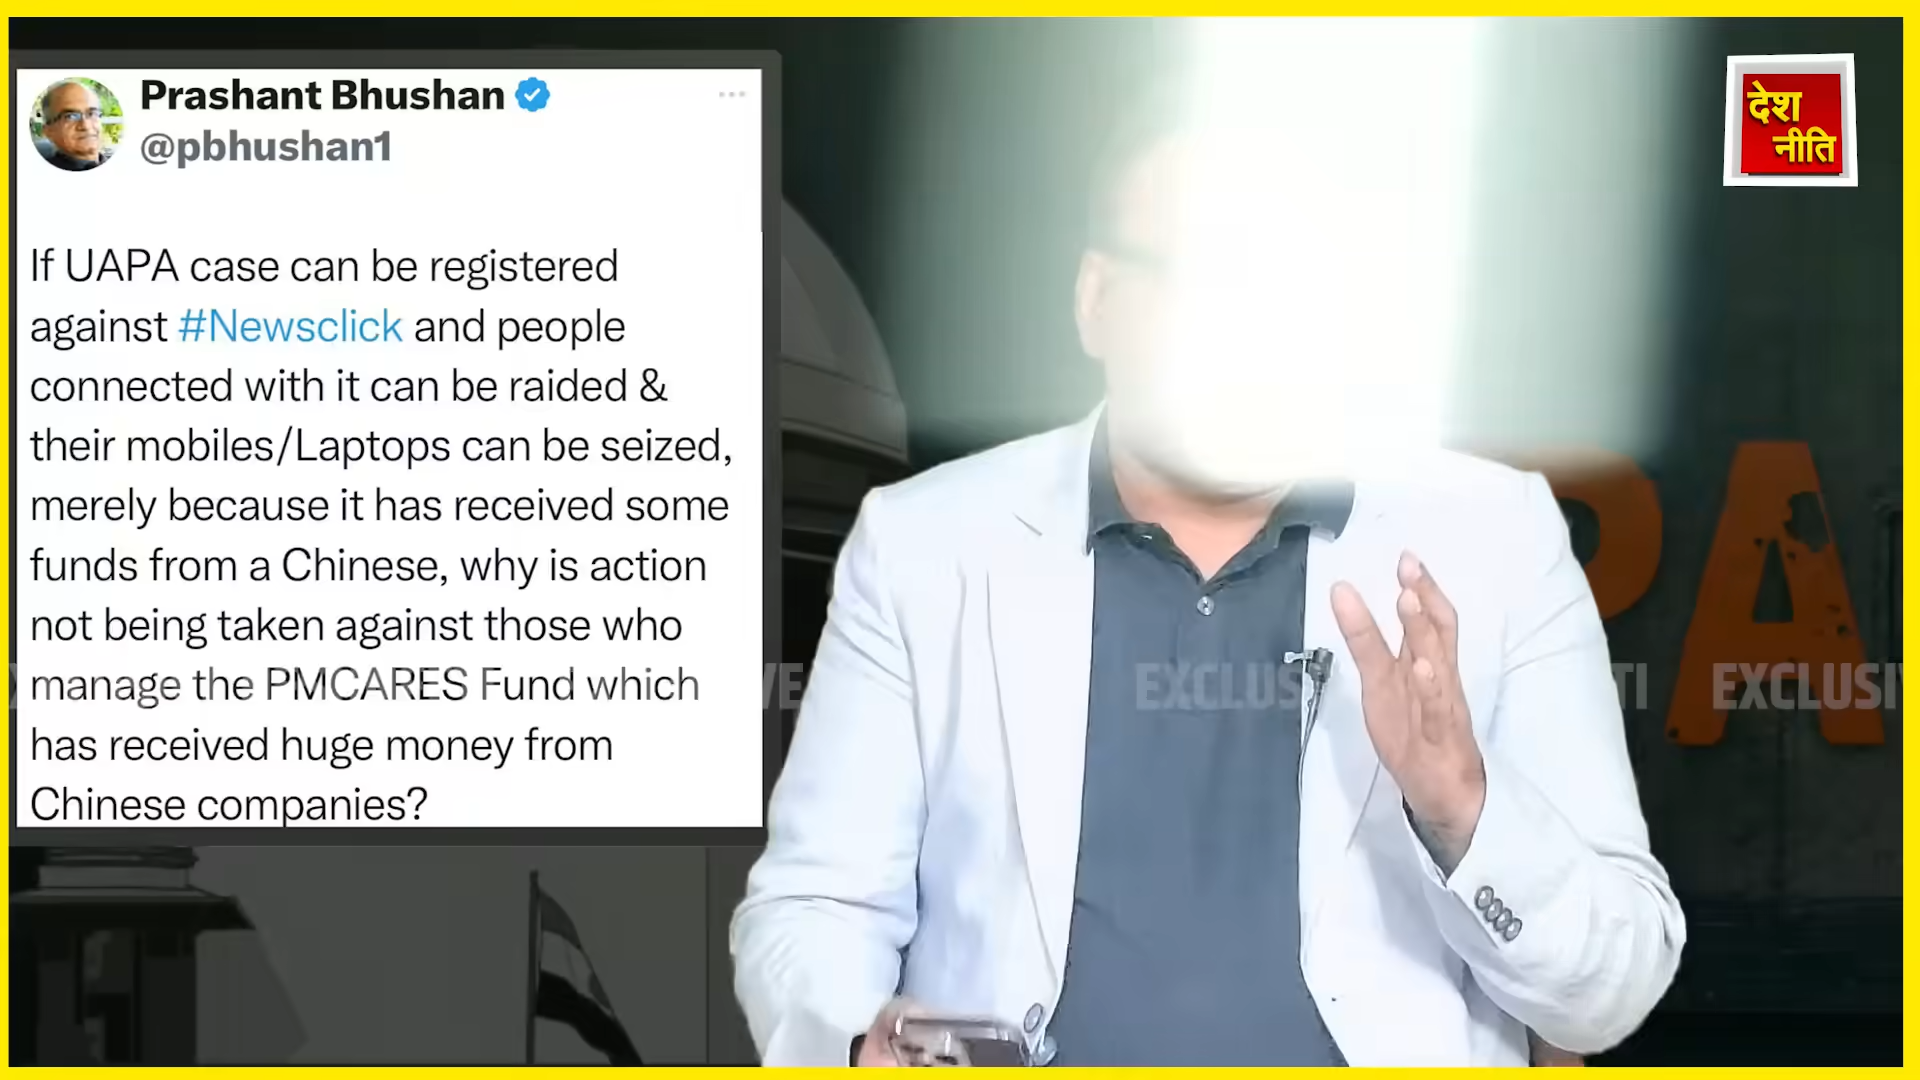 Prashant Bhushan
@pbhushan1
If UAPA case can be registered
against #Newsclick and people
connected with it can be raided &
their mobiles/Laptops can be seized,
merely because it has received some
funds from a Chinese, why is action
not being taken against those who
manage the PMCARES Fund which
has received huge money from
Chinese companies?
देश
नीति
EXCLUSIVE